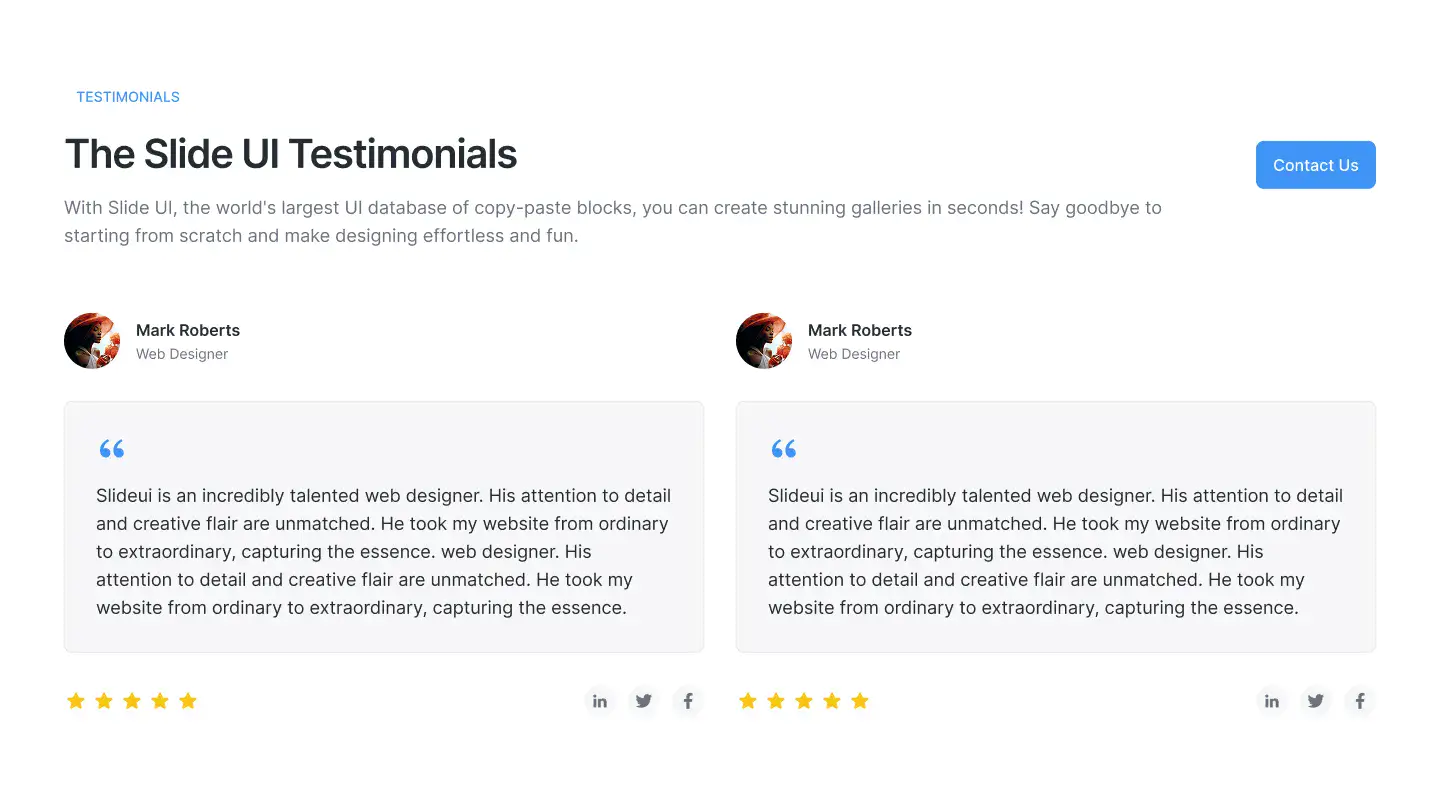 TESTIMONIALS
The Slide UI Testimonials
Contact Us
With Slide UI, the world's largest UI database of copy-paste blocks, you can create stunning galleries in seconds! Say goodbye to
starting from scratch and make designing effortless and fun.
Mark Roberts
Web Designer
“
Slideui is an incredibly talented web designer. His attention to detail
and creative flair are unmatched. He took my website from ordinary
to extraordinary, capturing the essence. web designer. His
attention to detail and creative flair are unmatched. He took my
website from ordinary to extraordinary, capturing the essence.
in
Mark Roberts
Web Designer
“
Slideui is an incredibly talented web designer. His attention to detail
and creative flair are unmatched. He took my website from ordinary
to extraordinary, capturing the essence. web designer. His
attention to detail and creative flair are unmatched. He took my
website from ordinary to extraordinary, capturing the essence.
in